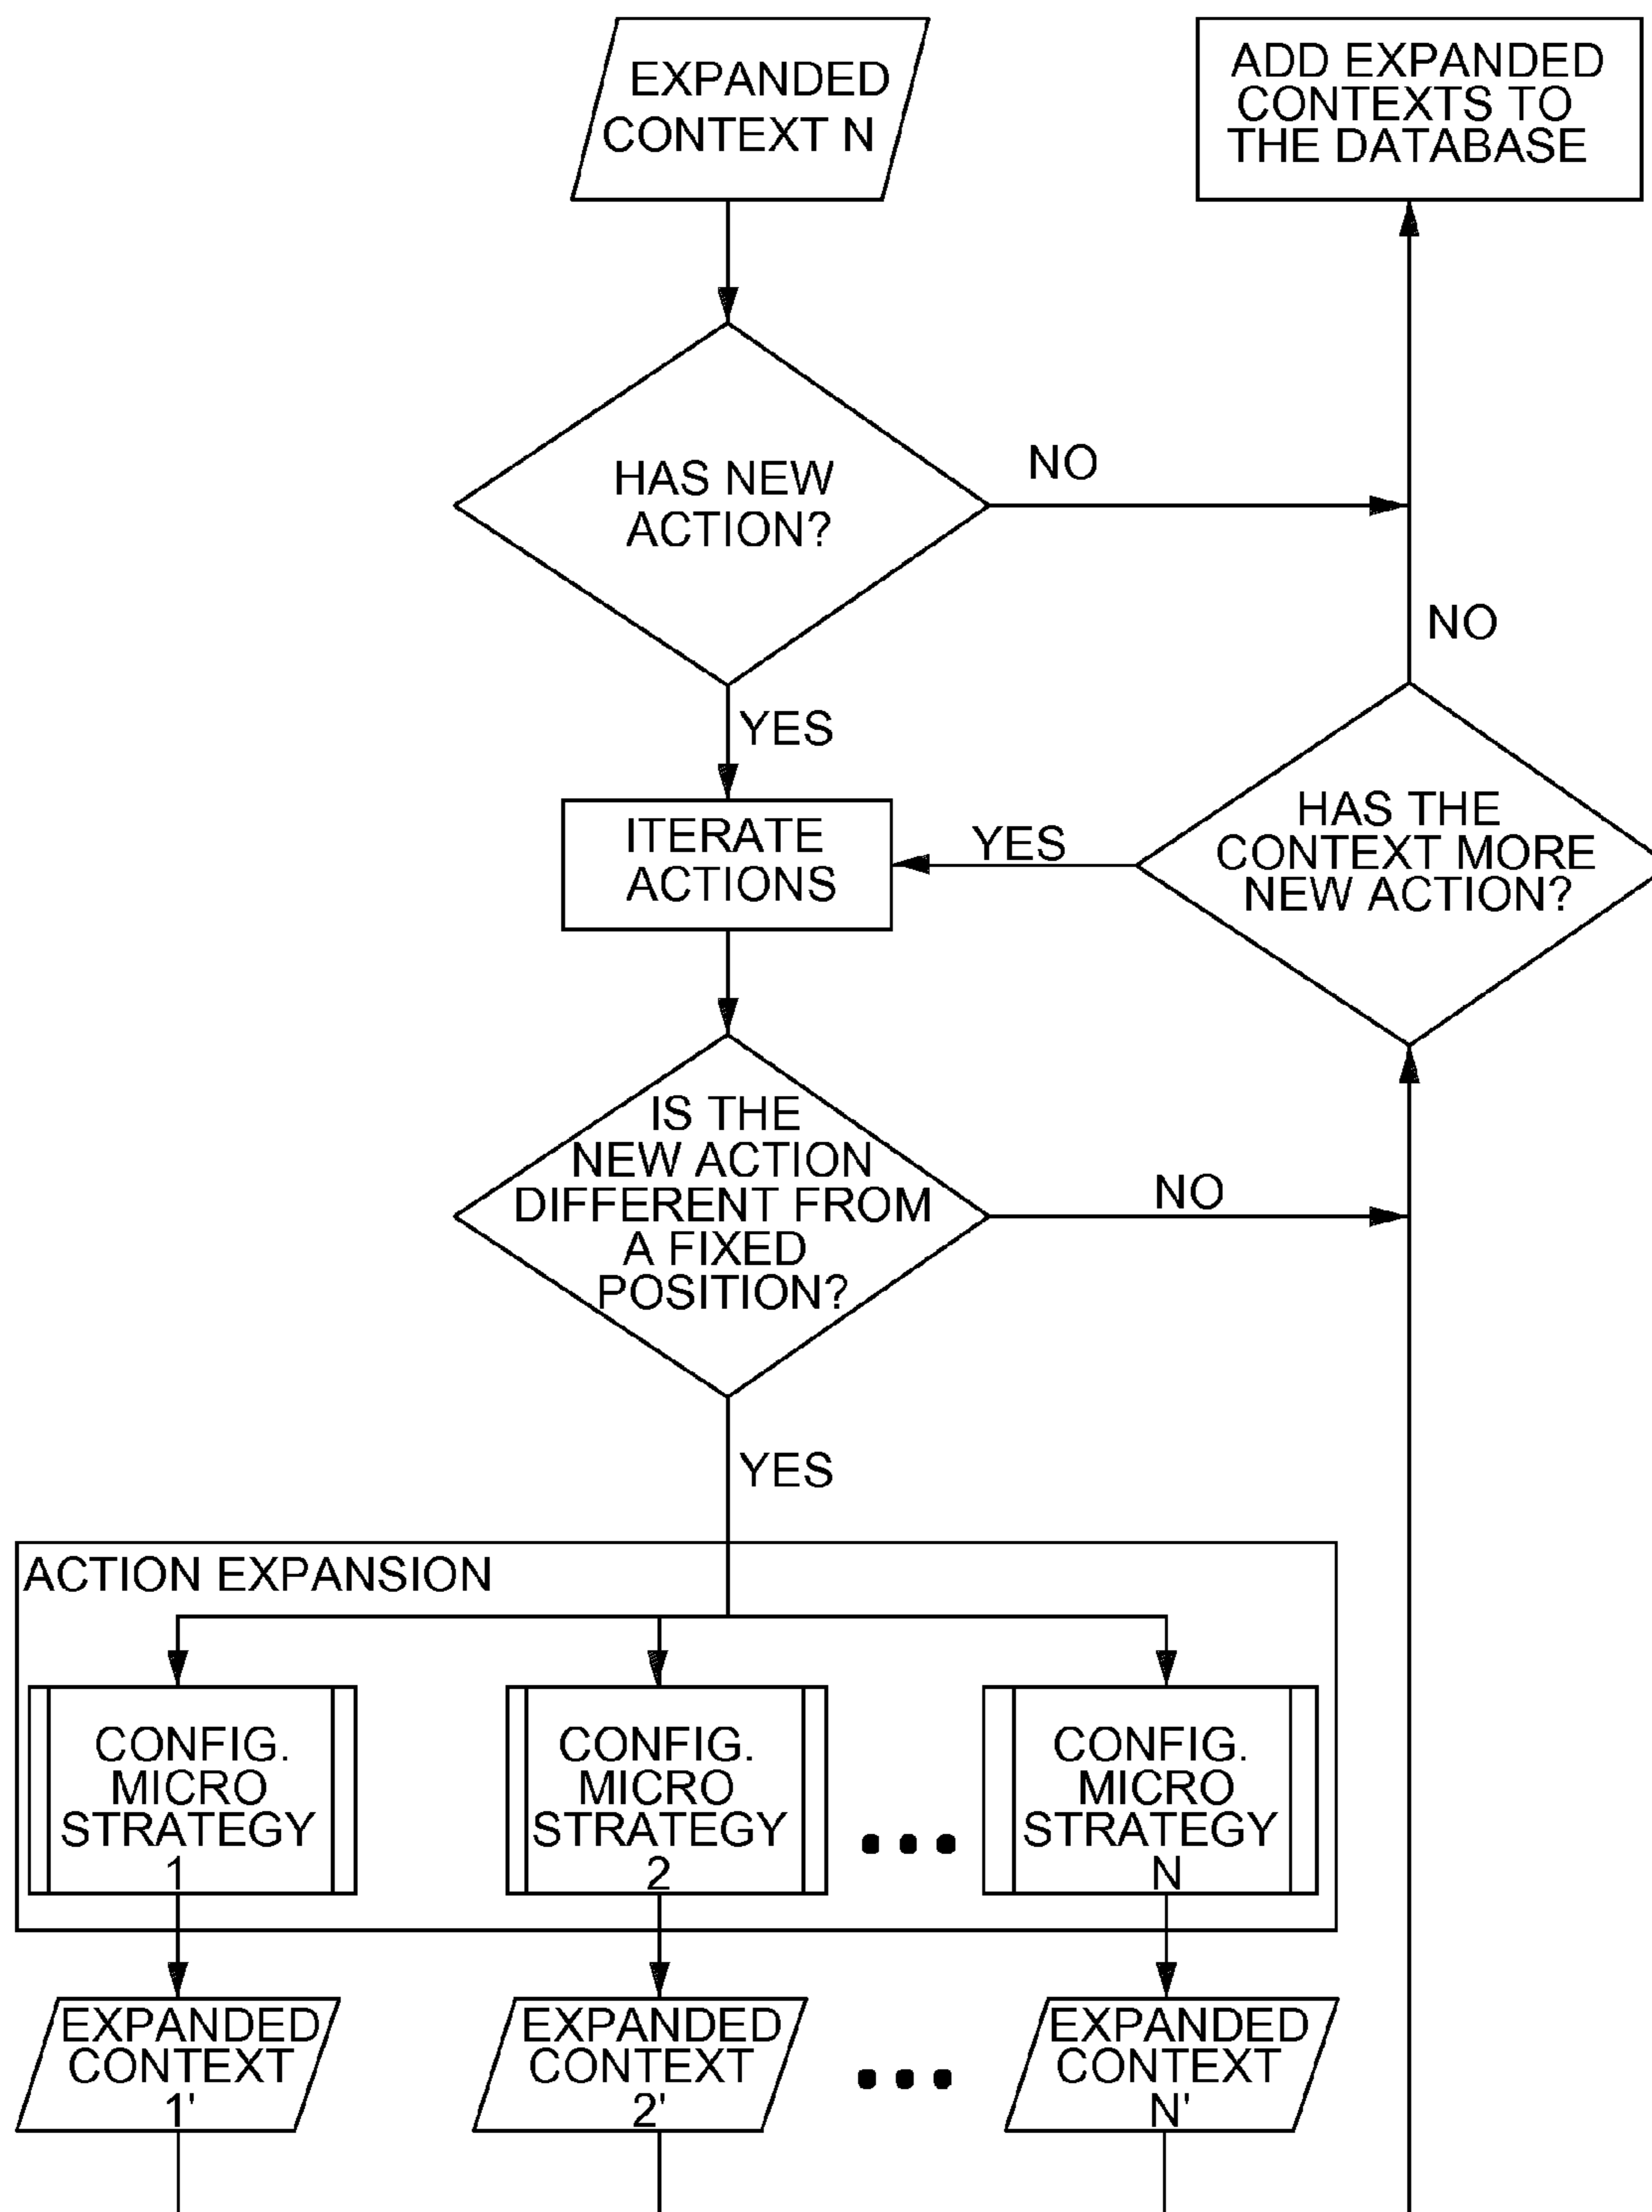 EXPANDED
CONTEXT N
ADD EXPANDED
CONTEXTS TO
THE DATABASE
HAS NEW
ACTION?
NO
NO
YES
ITERATE
ACTIONS
YES
HAS THE
CONTEXT MORE
NEW ACTION?
IS THE
NEW ACTION
DIFFERENT FROM
A FIXED
POSITION?
NO
YES
ACTION EXPANSION
CONFIG.
MICRO
STRATEGY
1
CONFIG.
MICRO
STRATEGY
2
CONFIG.
MICRO
STRATEGY
N
EXPANDED
CONTEXT
1'
EXPANDED
CONTEXT
2'
EXPANDED
CONTEXT
N'